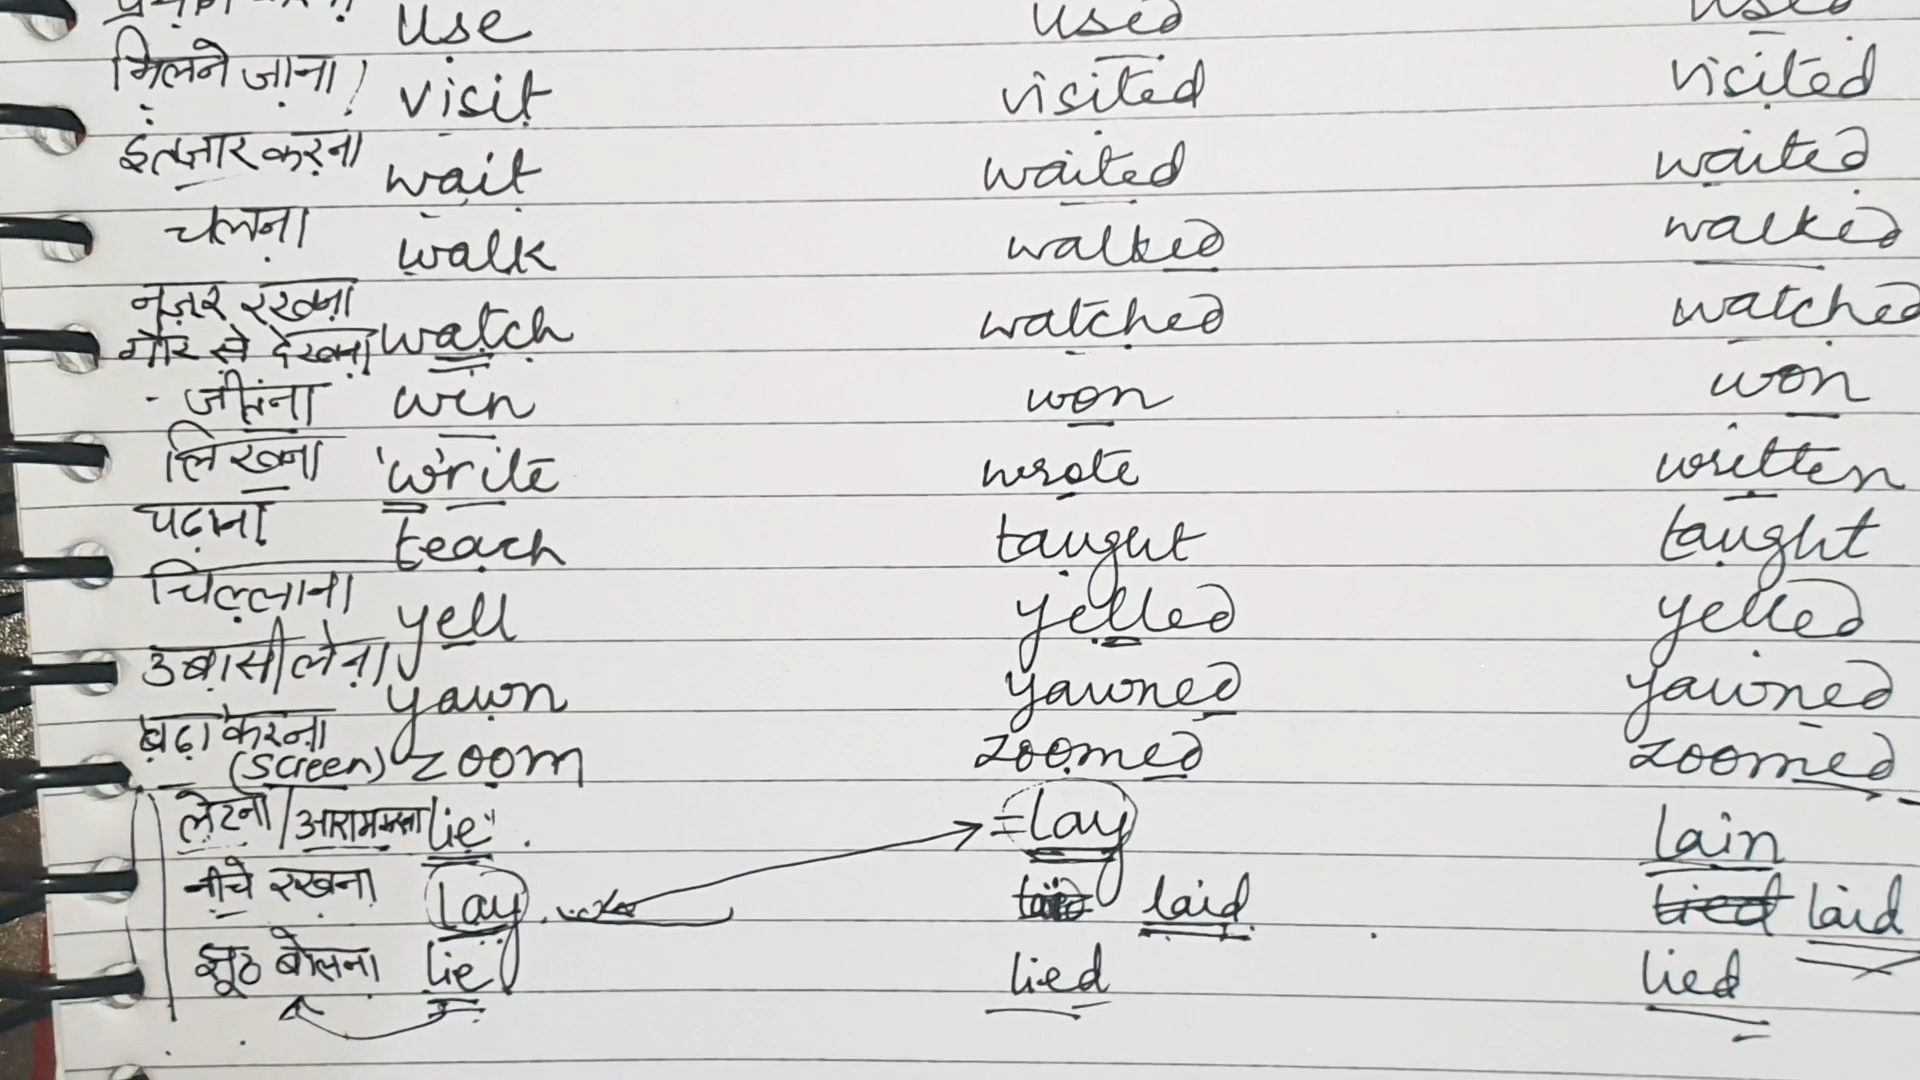 use used used
मिलने जाना। visit visited visited
इंतजार करना wait waited waited
चलना walk walked walked
नज़र रखना
गौर से देखना watch watched watched
जीतना win won won
लिखना write wrote written
पढ़ाना teach taught taught
चिल्लाना yell yelled yelled
उबासी लेना yawn yawned yawned
बढ़ा करना
(screen) zoom zoomed zoomed
लेटना/आराम करना lie = lay lain
नीचे रखना lay laid laid
झूठ बोलना lie lied lied